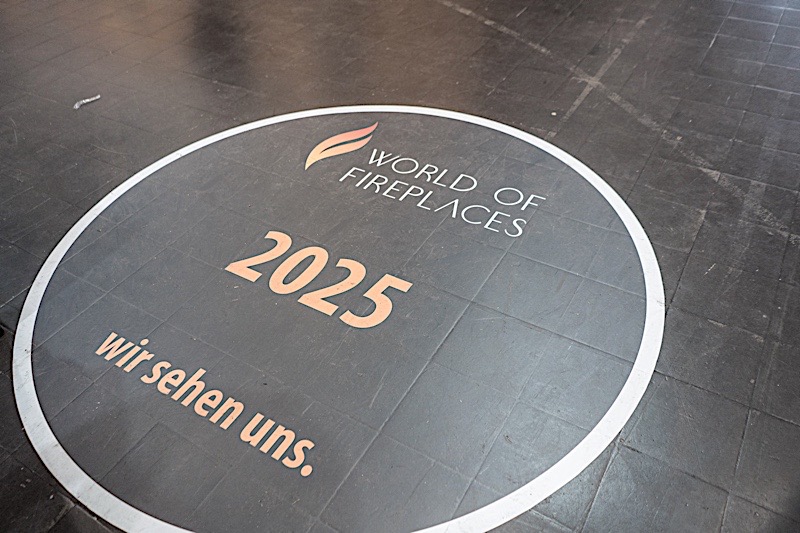 WORLD OF
FIREPLACES
2025
wir sehen uns.